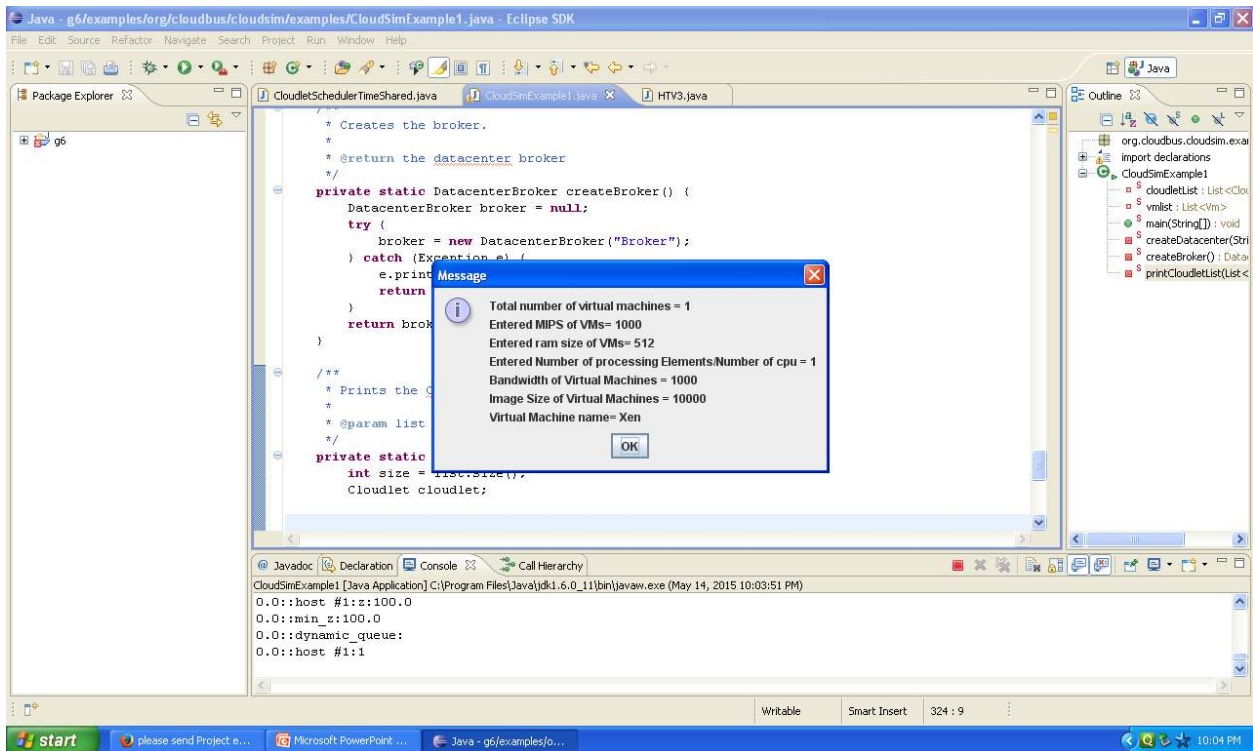 Java - g6/examples/org/cloudbus/cloudsim/examples/CloudSimExample1.java - Eclipse SDK
File Edit Source Refactor Navigate Search Project Run Window Help
Java
Package Explorer
g6
CloudletSchedulerTimeShared.java CloudSimExample1.java HTV3.java
/**
* Creates the broker.
*
* @return the datacenter broker
*/
private static DatacenterBroker createBroker() {
DatacenterBroker broker = null;
try {
broker = new DatacenterBroker("Broker");
} catch (Exception e) {
e.print
return
}
return brok
}
/**
* Prints the C
*
* @param list
*/
private static
int size = list.size();
Cloudlet cloudlet;
Message
Total number of virtual machines = 1
Entered MIPS of VMs= 1000
Entered ram size of VMs= 512
Entered Number of processing Elements/Number of cpu = 1
Bandwidth of Virtual Machines = 1000
Image Size of Virtual Machines = 10000
Virtual Machine name= Xen
OK
Outline
org.cloudbus.cloudsim.exam
import declarations
CloudSimExample1
cloudletList : List<Clou
vmlist : List<Vm>
main(String[]) : void
createDatacenter(Stri
createBroker() : Data
printCloudletList(List<
@ Javadoc Declaration Console Call Hierarchy
CloudSimExample1 [Java Application] C:\Program Files\Java\jdk1.6.0_11\bin\javaw.exe (May 14, 2015 10:03:51 PM)
0.0::host #1:z:100.0
0.0::min_z:100.0
0.0::dynamic_queue:
0.0::host #1:1
Writable Smart Insert 324 : 9
start please send Project e... Microsoft PowerPoint ... Java - g6/examples/o... 10:04 PM